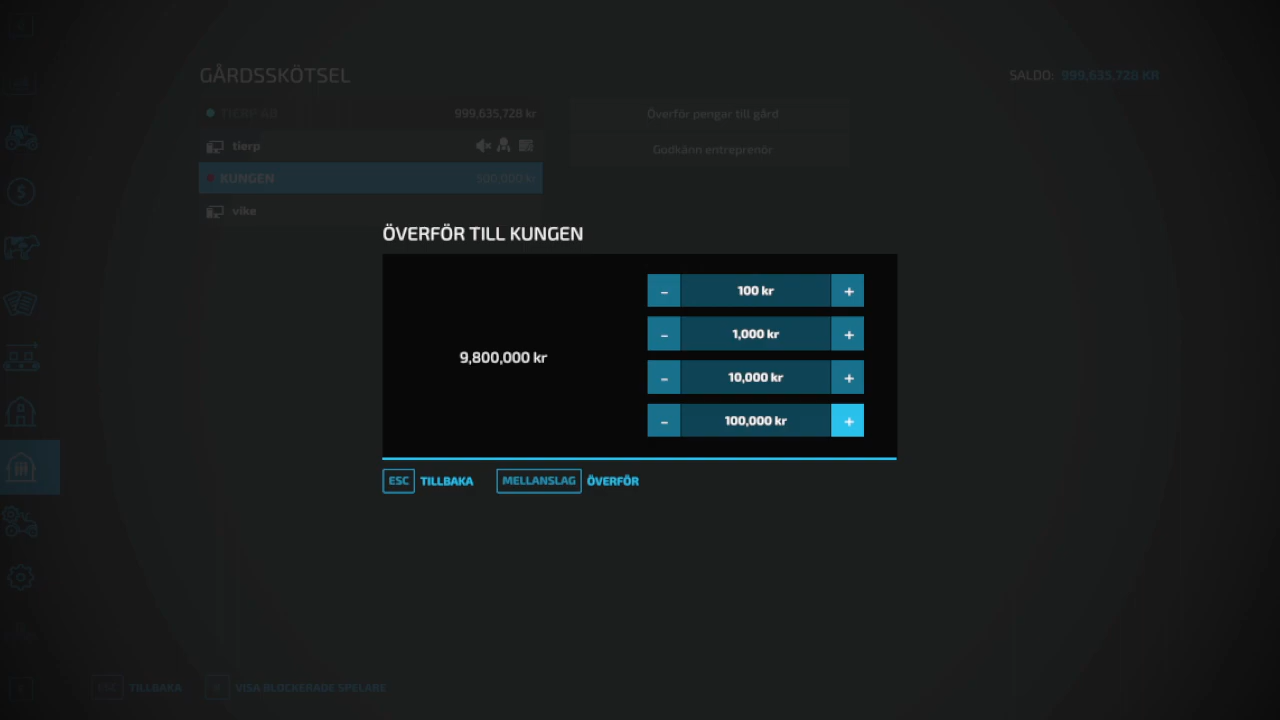 GÅRDSSKÖTSEL
SALDO: 999,635,728 KR
TIERP AB 999,635,728 kr
Överför pengar till gård
tierp
Godkänn entreprenör
KUNGEN 300,000 kr
vike
ÖVERFÖR TILL KUNGEN
9,800,000 kr
- 100 kr +
- 1,000 kr +
- 10,000 kr +
- 100,000 kr +
ESC TILLBAKA MELLANSLAG ÖVERFÖR
ESC TILLBAKA VISA BLOCKERADE SPELARE